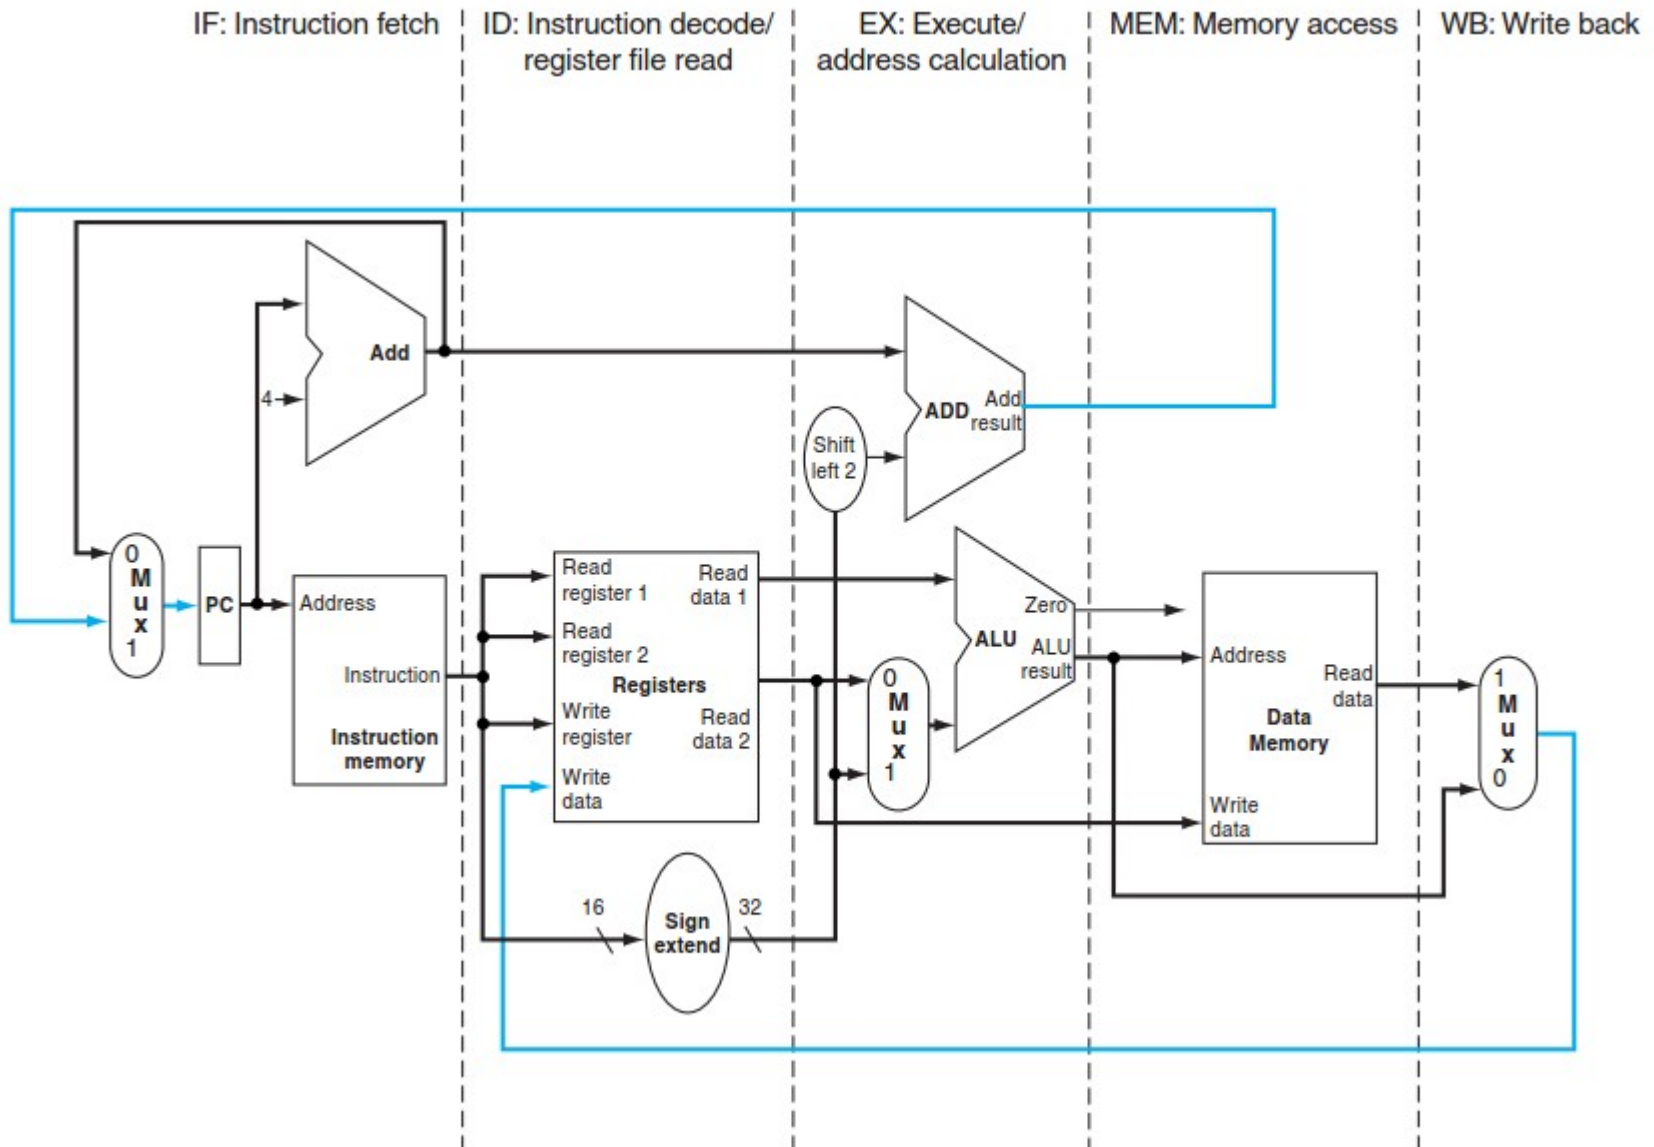 IF: Instruction fetch
ID: Instruction decode/
register file read
EX: Execute/
address calculation
MEM: Memory access
WB: Write back
Add
4
ADD
Add
result
Shift
left 2
0
M
u
x
1
PC
Address
Instruction
Instruction
memory
Read
register 1
Read
data 1
Read
register 2
Registers
Write
register
Read
data 2
Write
data
0
M
u
x
1
Zero
ALU
ALU
result
Address
Read
data
Data
Memory
Write
data
1
M
u
x
0
16
Sign
extend
32